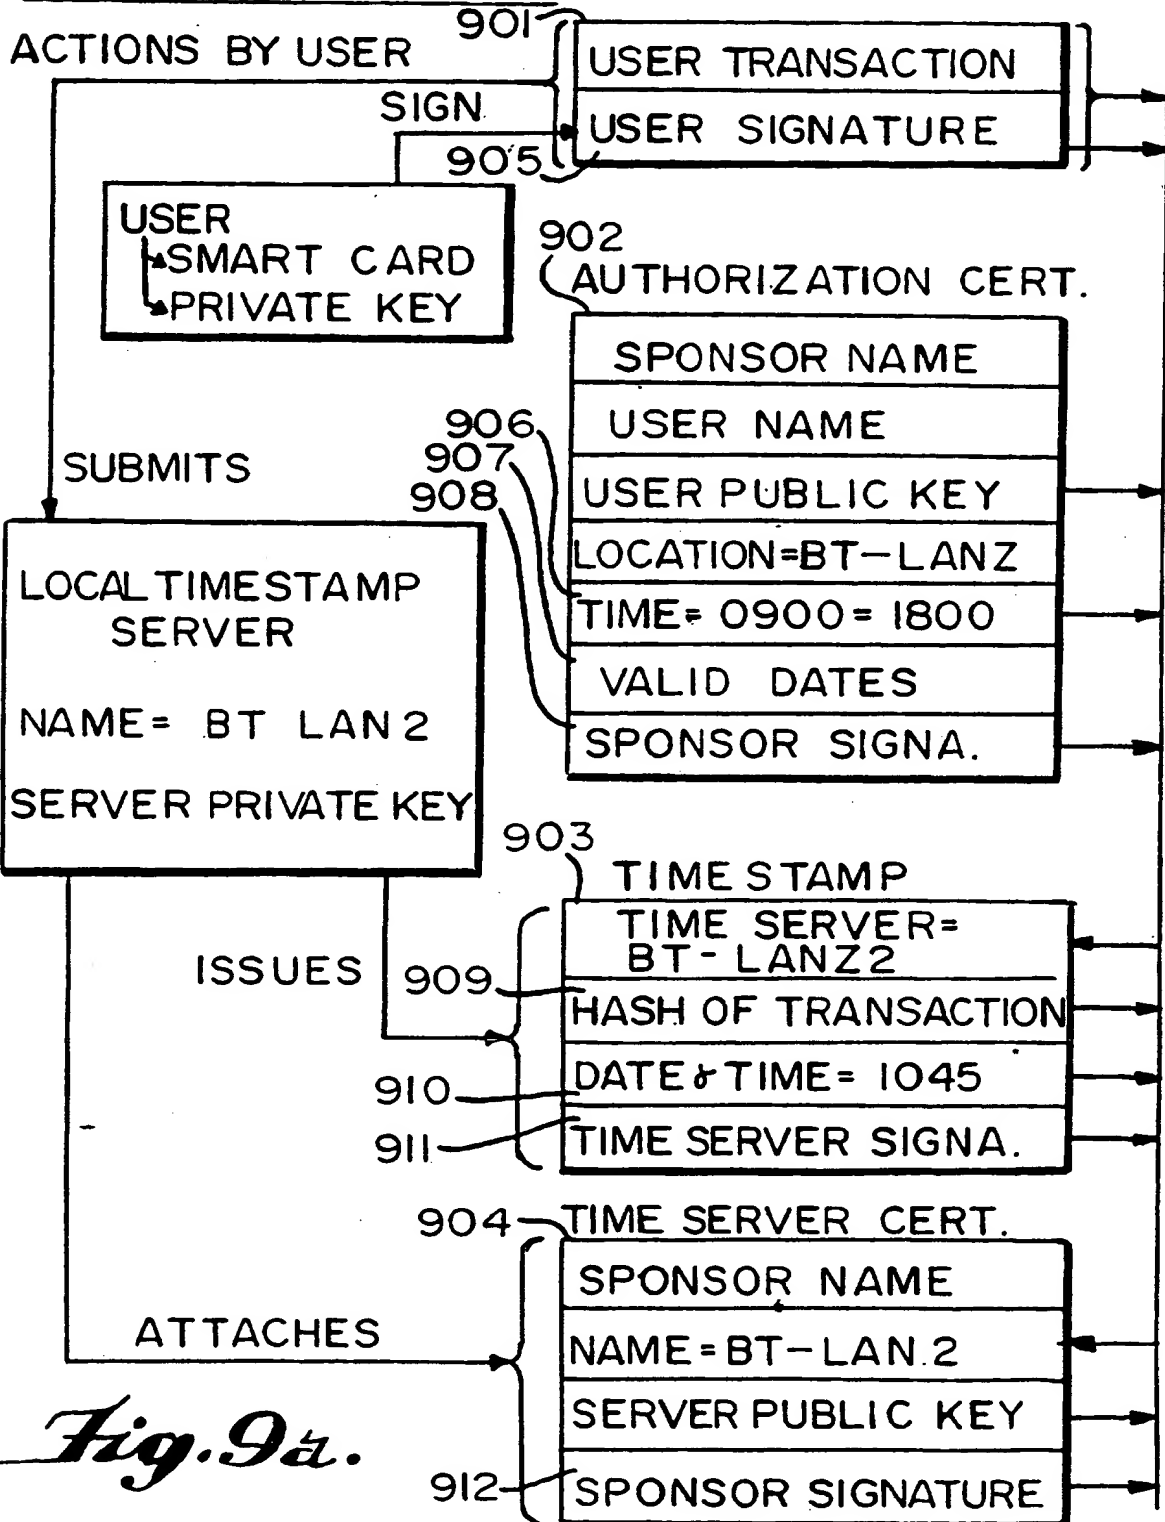 901
ACTIONS BY USER
USER TRANSACTION
SIGN
USER SIGNATURE
905
USER
SMART CARD
PRIVATE KEY
902
AUTHORIZATION CERT.
SPONSOR NAME
USER NAME
906
907
908
SUBMITS
USER PUBLIC KEY
LOCATION=BT-LANZ
TIME= 0900=1800
VALID DATES
SPONSOR SIGNA.
LOCAL TIMESTAMP
SERVER
NAME= BT LAN 2
SERVER PRIVATE KEY
903
TIMESTAMP
TIME SERVER=
BT-LANZ2
ISSUES
909
HASH OF TRANSACTION
910
DATE & TIME= 1045
911
TIME SERVER SIGNA.
904
TIME SERVER CERT.
SPONSOR NAME
ATTACHES
NAME=BT-LAN.2
SERVER PUBLIC KEY
912
SPONSOR SIGNATURE
Fig. 9a.